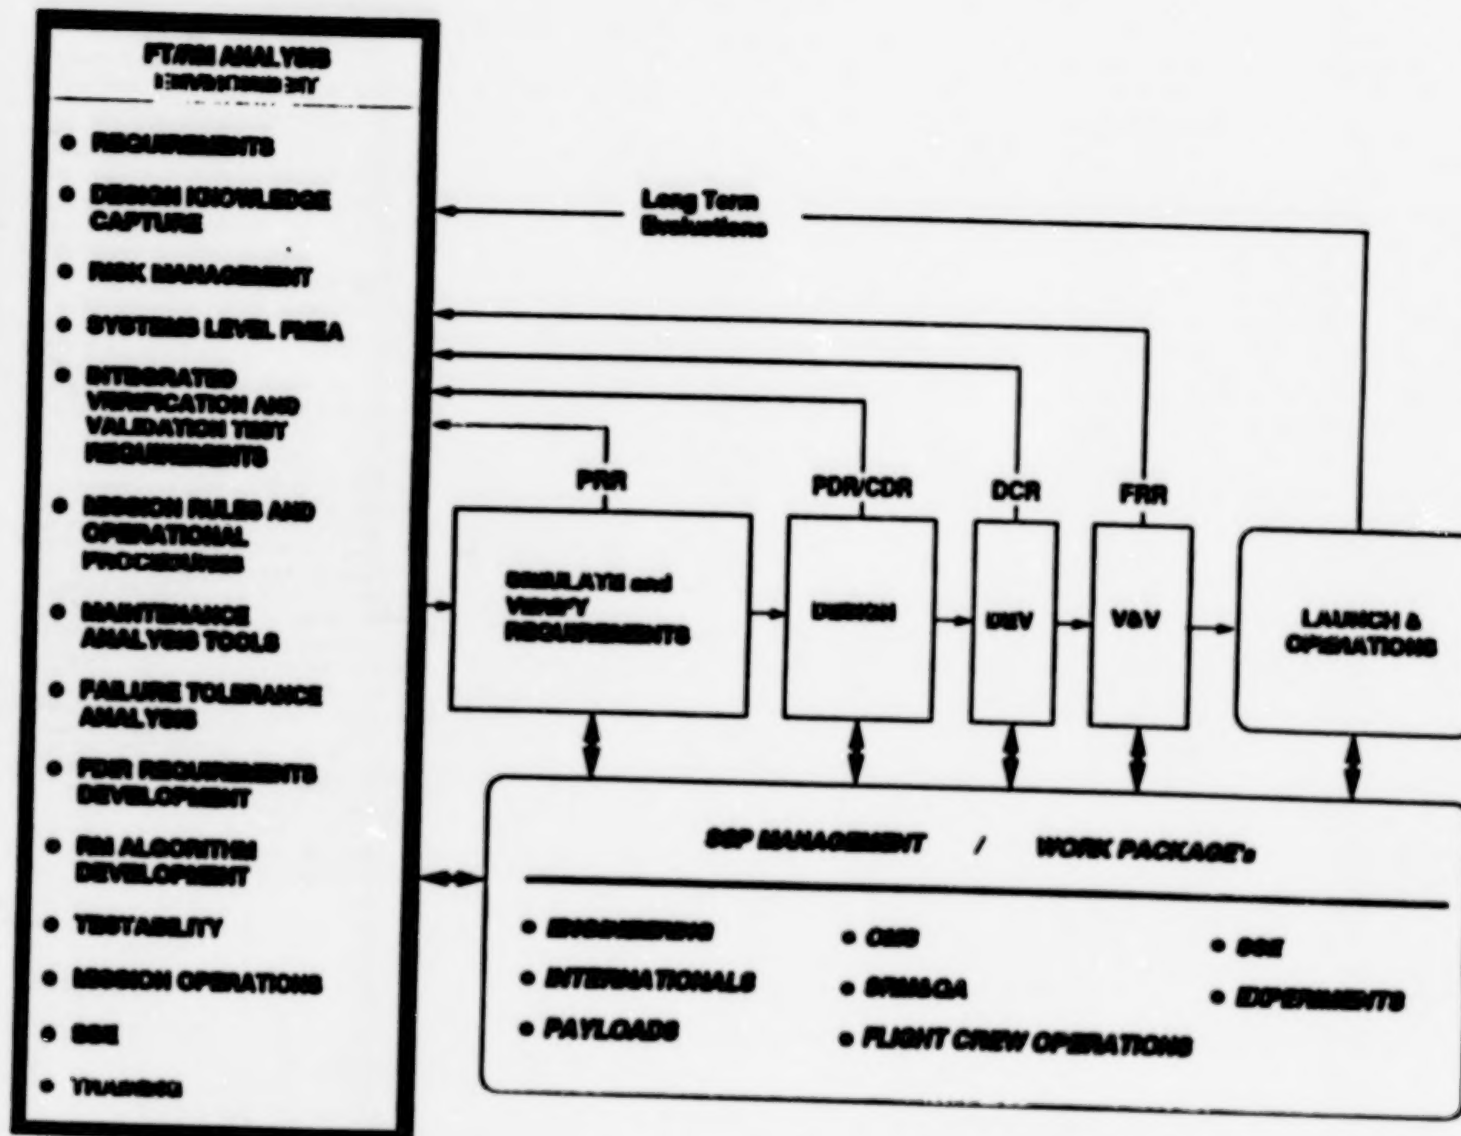 FT/RM ANALYSIS
ENVIRONMENT
• REQUIREMENTS
• DESIGN KNOWLEDGE
CAPTURE
• RISK MANAGEMENT
• SYSTEMS LEVEL FMEA
• INTEGRATED
VERIFICATION AND
VALIDATION TEST
REQUIREMENTS
• MISSION RULES AND
OPERATIONAL
PROCEDURES
• MAINTENANCE
ANALYSIS TOOLS
• FAILURE TOLERANCE
ANALYSIS
• FDIR REQUIREMENTS
DEVELOPMENT
• RM ALGORITHM
DEVELOPMENT
• TESTABILITY
• MISSION OPERATIONS
• SSE
• TRAINING
Long Term
Evaluations
PRR
PDR/CDR
DCR
FRR
SIMULATE and
VERIFY
REQUIREMENTS
DESIGN
DEV
V&V
LAUNCH &
OPERATIONS
SSP MANAGEMENT / WORK PACKAGE's
• ENGINEERING
• INTERNATIONALS
• PAYLOADS
• OMS
• SRM&QA
• FLIGHT CREW OPERATIONS
• SSE
• EXPERIMENTS